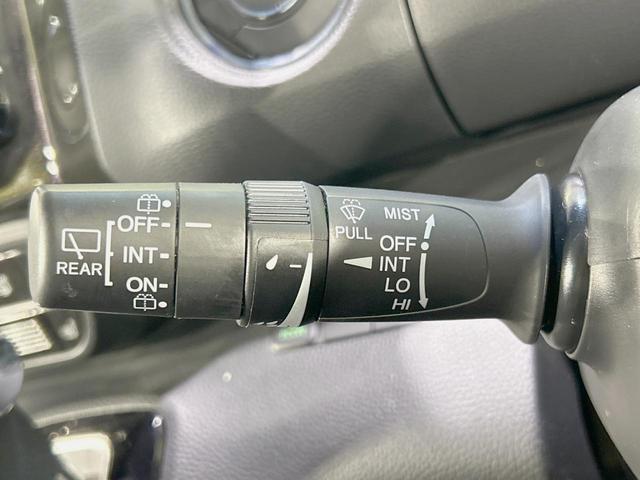 OFF
INT
REAR
ON
PULL
MIST
OFF
INT
LO
HI